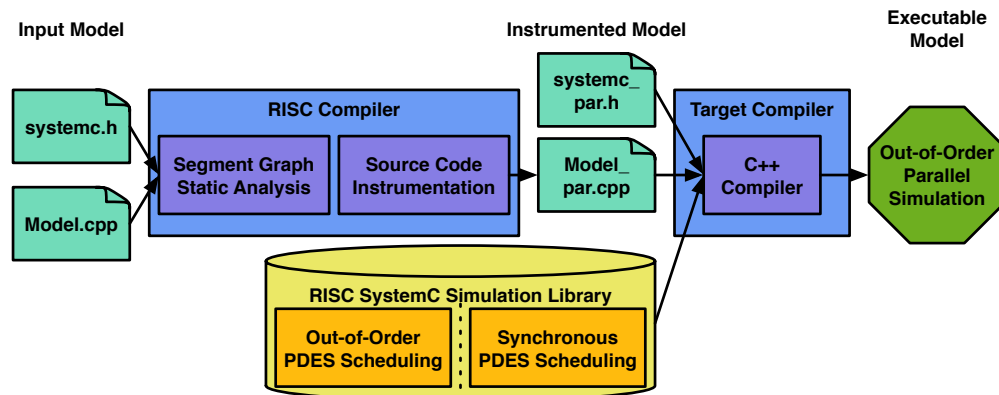 Input Model
Instrumented Model
Executable
Model
systemc.h
Model.cpp
RISC Compiler
Segment Graph
Static Analysis
Source Code
Instrumentation
systemc_
par.h
Model_
par.cpp
Target Compiler
C++
Compiler
Out-of-Order
Parallel
Simulation
RISC SystemC Simulation Library
Out-of-Order
PDES Scheduling
Synchronous
PDES Scheduling